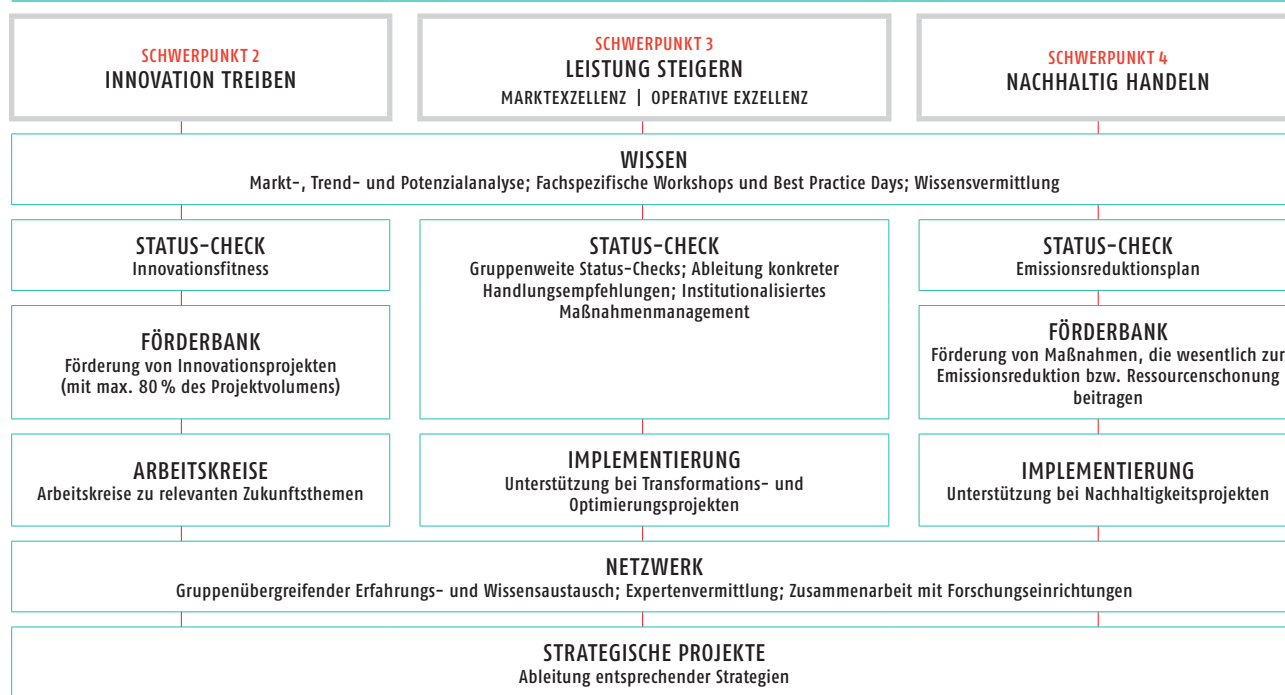 SCHWERPUNKT 2
INNOVATION TREIBEN
SCHWERPUNKT 3
LEISTUNG STEIGERN
MARKTEXZELLENZ | OPERATIVE EXZELLENZ
SCHWERPUNKT 4
NACHHALTIG HANDELN
WISSEN
Markt-, Trend- und Potenzialanalyse; Fachspezifische Workshops und Best Practice Days; Wissensvermittlung
STATUS-CHECK
Innovationsfitness
STATUS-CHECK
Gruppenweite Status-Checks; Ableitung konkreter
Handlungsempfehlungen; Institutionalisiertes
Maßnahmenmanagement
STATUS-CHECK
Emissionsreduktionsplan
FÖRDERBANK
Förderung von Innovationsprojekten
(mit max. 80 % des Projektvolumens)
FÖRDERBANK
Förderung von Maßnahmen, die wesentlich zur
Emissionsreduktion bzw. Ressourcenschonung
beitragen
ARBEITSKREISE
Arbeitskreise zu relevanten Zukunftsthemen
IMPLEMENTIERUNG
Unterstützung bei Transformations- und
Optimierungsprojekten
IMPLEMENTIERUNG
Unterstützung bei Nachhaltigkeitsprojekten
NETZWERK
Gruppenübergreifender Erfahrungs- und Wissensaustausch; Expertenvermittlung; Zusammenarbeit mit Forschungseinrichtungen
STRATEGISCHE PROJEKTE
Ableitung entsprechender Strategien